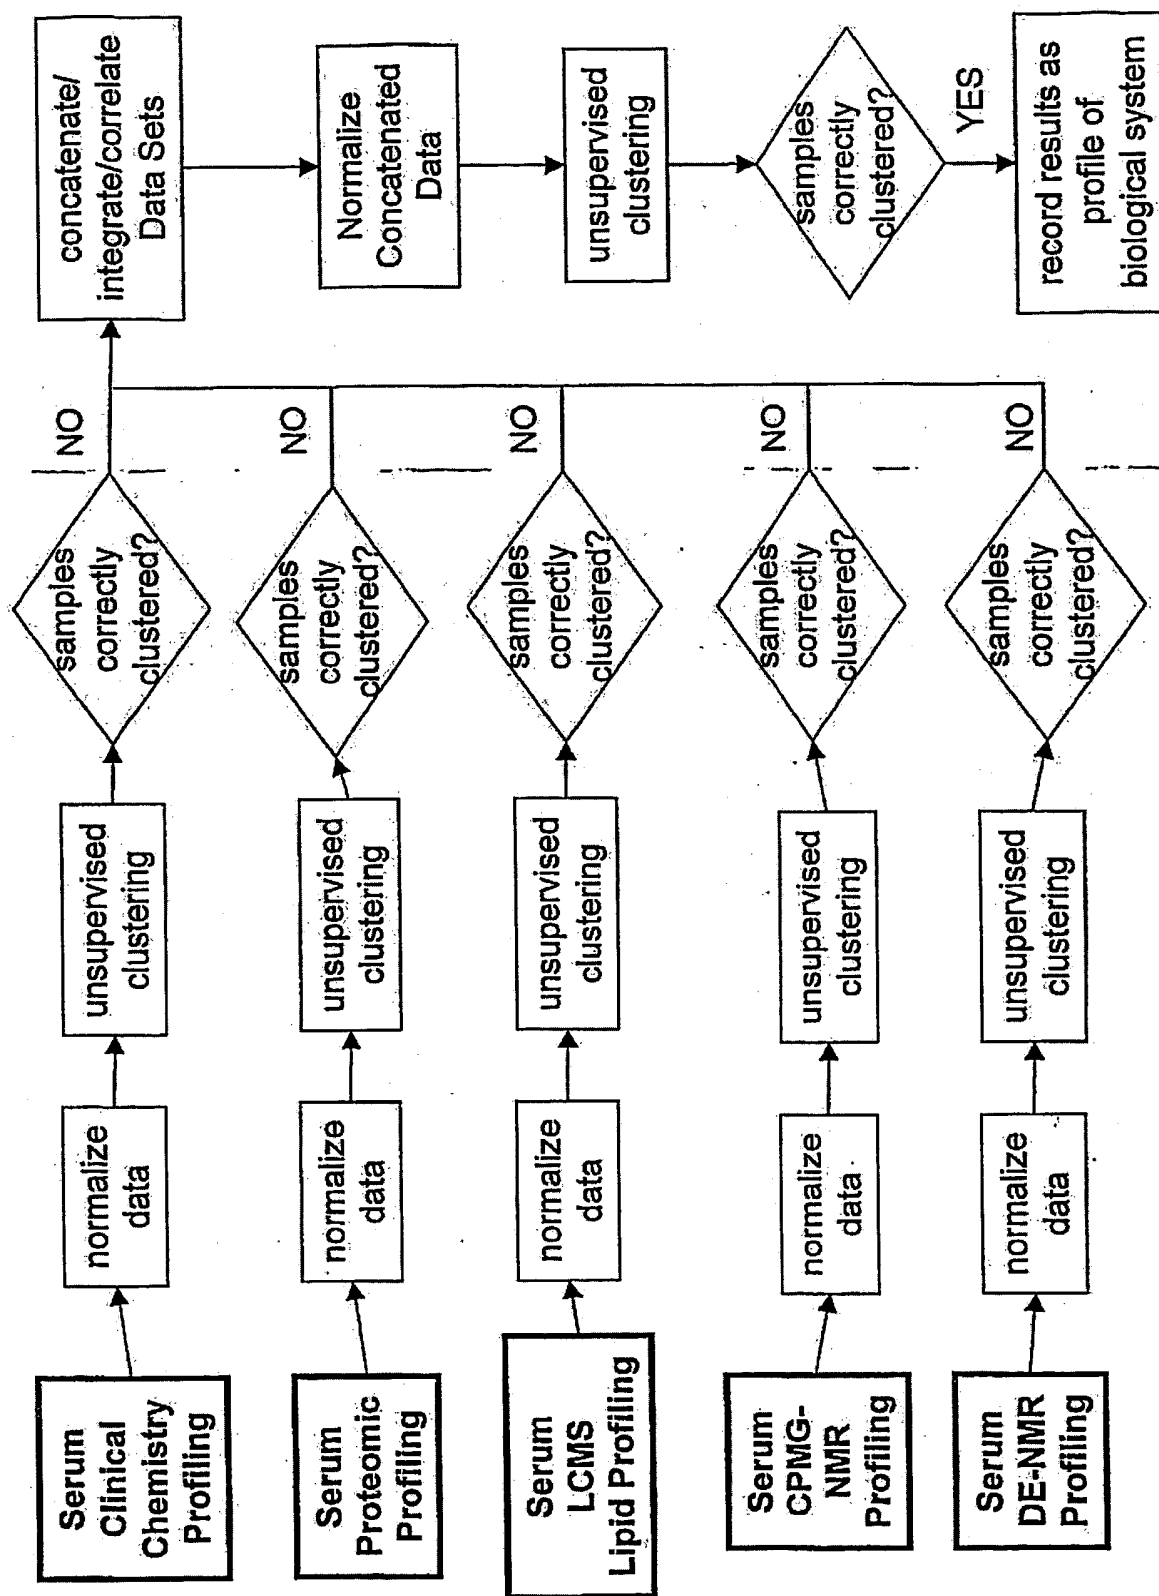 Serum
Clinical
Chemistry
Profiling
normalize
data
unsupervised
clustering
samples
correctly
clustered?
NO
concatenate/
integrate/correlate
Data Sets
Serum
Proteomic
Profiling
normalize
data
unsupervised
clustering
samples
correctly
clustered?
NO
Normalize
Concatenated
Data
Serum
LCMS
Lipid Profiling
normalize
data
unsupervised
clustering
samples
correctly
clustered?
NO
unsupervised
clustering
Serum
CPMG-
NMR
Profiling
normalize
data
unsupervised
clustering
samples
correctly
clustered?
NO
samples
correctly
clustered?
YES
Serum
DE-NMR
Profiling
normalize
data
unsupervised
clustering
samples
correctly
clustered?
NO
record results as
profile of
biological system